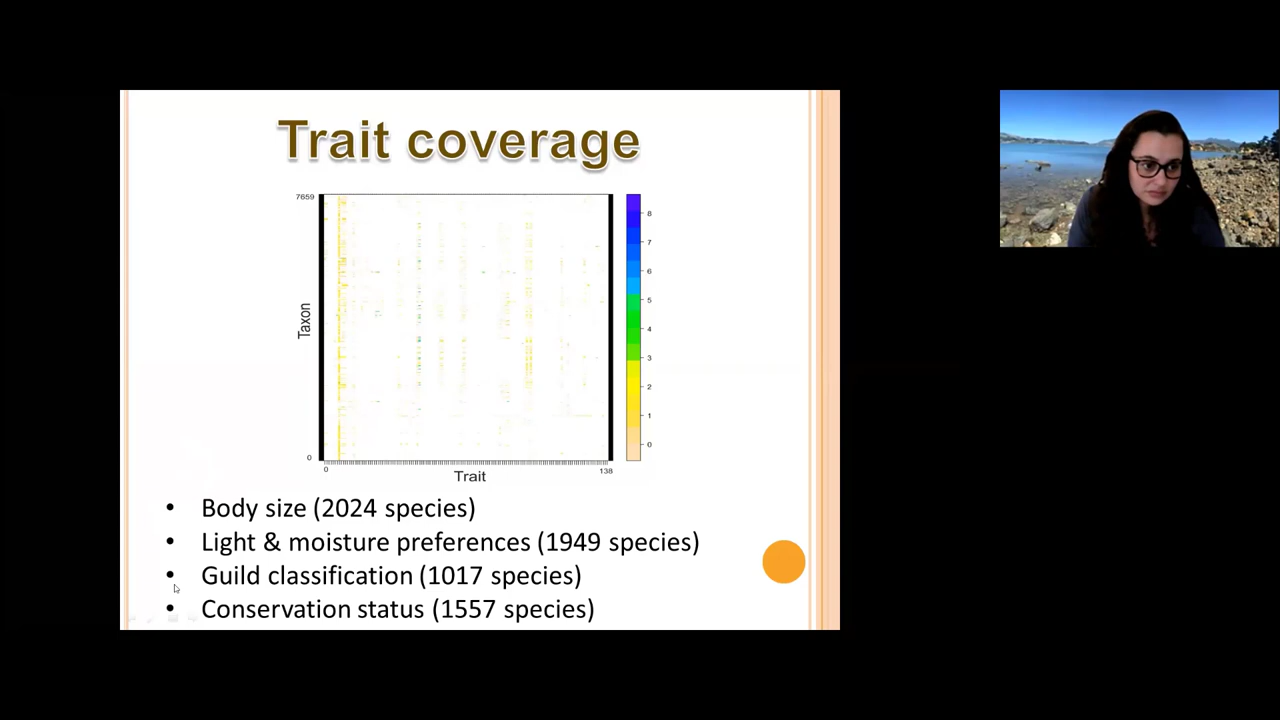 Trait coverage
7659
Taxon
0
0
138
Trait
8
7
6
5
4
3
2
1
0
• Body size (2024 species)
• Light & moisture preferences (1949 species)
• Guild classification (1017 species)
• Conservation status (1557 species)